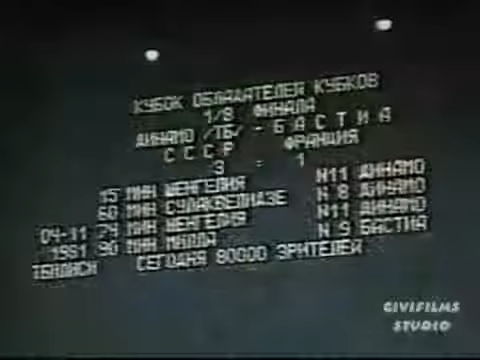 КУБОК ОБЛАДАТЕЛЕЙ КУБКОВ
1/8 ФИНАЛА
ДИНАМО /ТБ/ - БАСТИА
СССР ФРАНЦИЯ
3 : 1
15 МИН ШЕНГЕЛИЯ N11 ДИНАМО
60 МИН СУЛАКВЕЛИДЗЕ N 8 ДИНАМО
04-11 79 МИН ШЕНГЕЛИЯ N11 ДИНАМО
1981 90 МИН МИЛЛА N 9 БАСТИА
ТБИЛИСИ СЕГОДНЯ 80000 ЗРИТЕЛЕЙ
CIVIFILMS
STUDIO